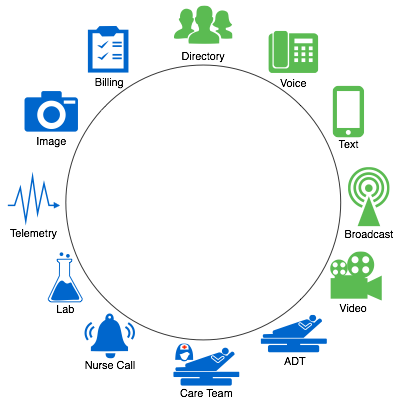 Directory
Billing
Voice
Image
Text
Telemetry
Broadcast
Lab
Video
Nurse Call
ADT
Care Team